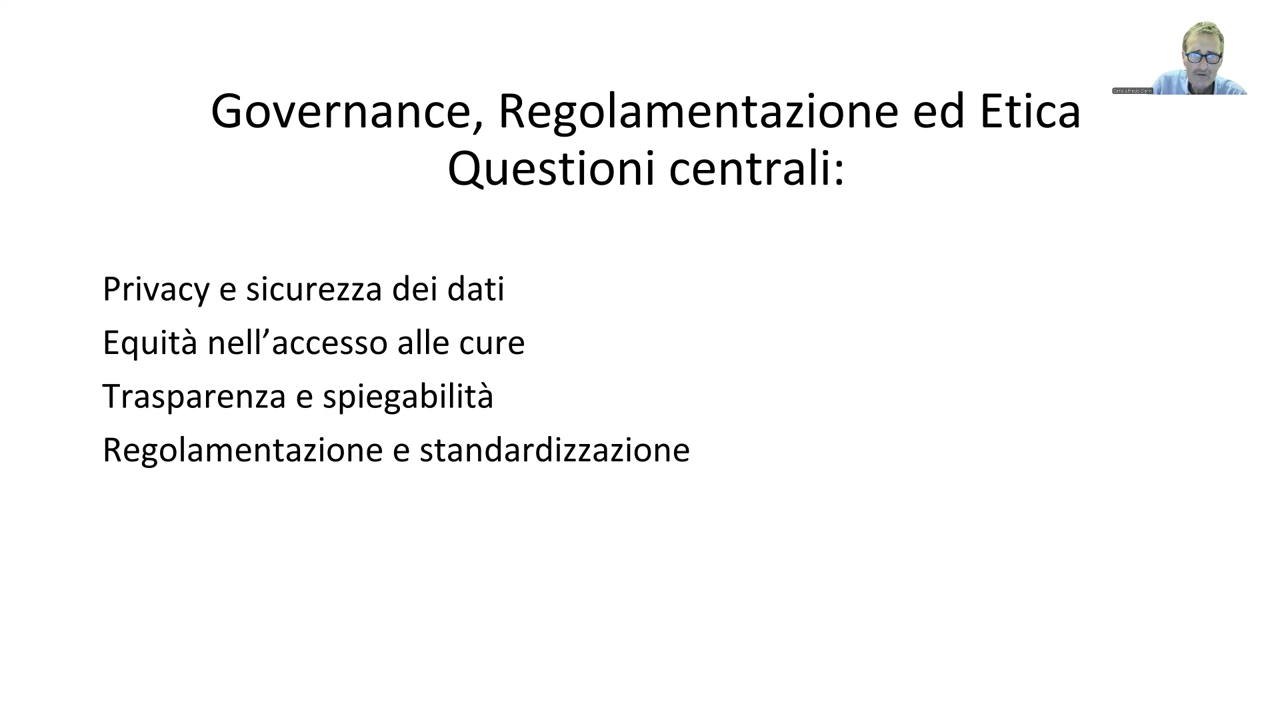 Governance, Regolamentazione ed Etica
Questioni centrali:
Privacy e sicurezza dei dati
Equità nell’accesso alle cure
Trasparenza e spiegabilità
Regolamentazione e standardizzazione